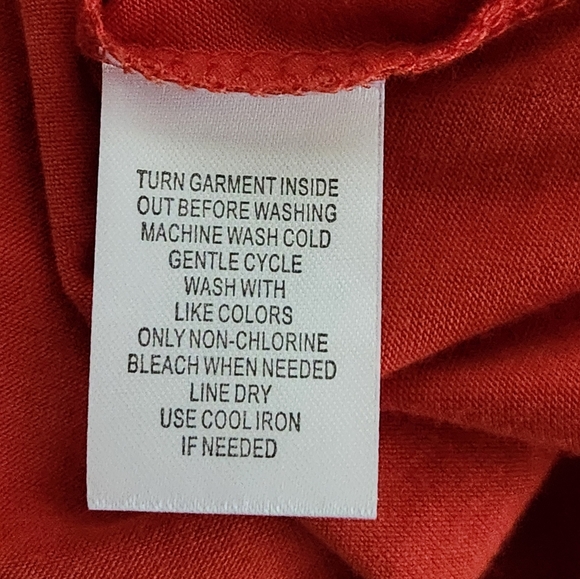 TURN GARMENT INSIDE
OUT BEFORE WASHING
MACHINE WASH COLD
GENTLE CYCLE
WASH WITH
LIKE COLORS
ONLY NON-CHLORINE
BLEACH WHEN NEEDED
LINE DRY
USE COOL IRON
IF NEEDED